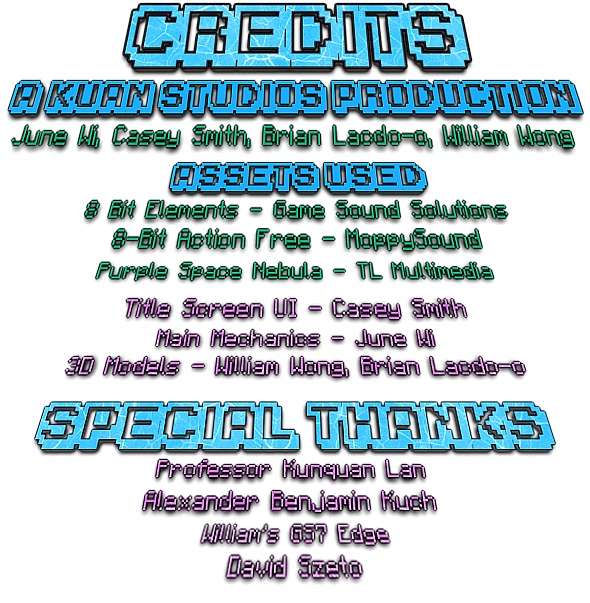 CREDITS
A KUAN STUDIOS PRODUCTION
June Wi, Casey Smith, Brian Lacdo-o, William Wong
ASSETS USED
8 Bit Elements - Game Sound Solutions
8-Bit Action Free - MoppySound
Purple Space Nebula - TL Multimedia
Title Screen UI - Casey Smith
Main Mechanics - June Wi
3D Models - William Wong, Brian Lacdo-o
SPECIAL THANKS
Professor Kunquan Lan
Alexander Benjamin Kuch
William's GS7 Edge
David Szeto